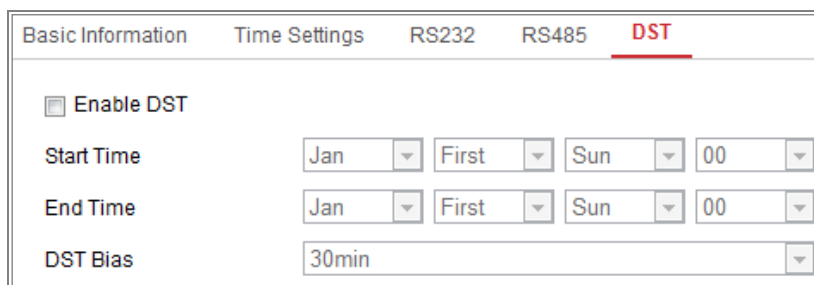 Basic Information Time Settings RS232 RS485 DST
Enable DST
Start Time Jan First Sun 00
End Time Jan First Sun 00
DST Bias 30min